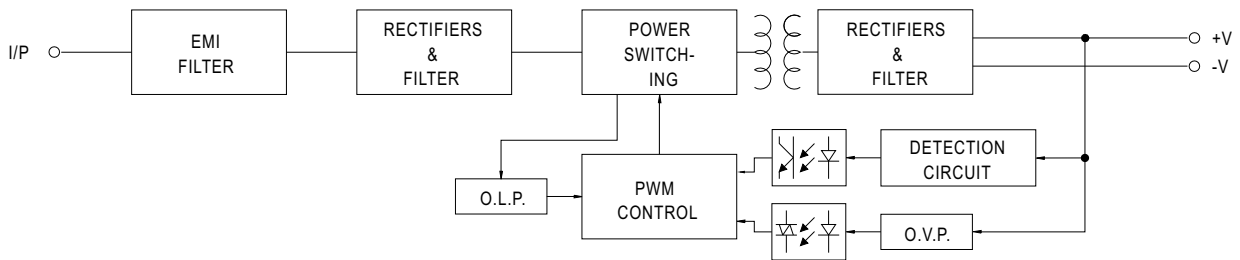 I/P
EMI
FILTER
RECTIFIERS
&
FILTER
POWER
SWITCH-
ING
RECTIFIERS
&
FILTER
+V
-V
O.L.P.
PWM
CONTROL
DETECTION
CIRCUIT
O.V.P.